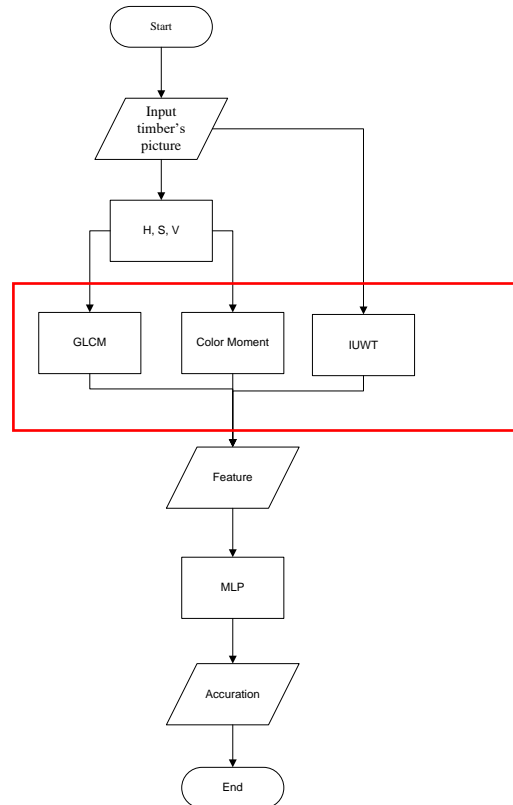 Start
Input
timber's
picture
H, S, V
GLCM
Color Moment
IUWT
Feature
MLP
Accuration
End